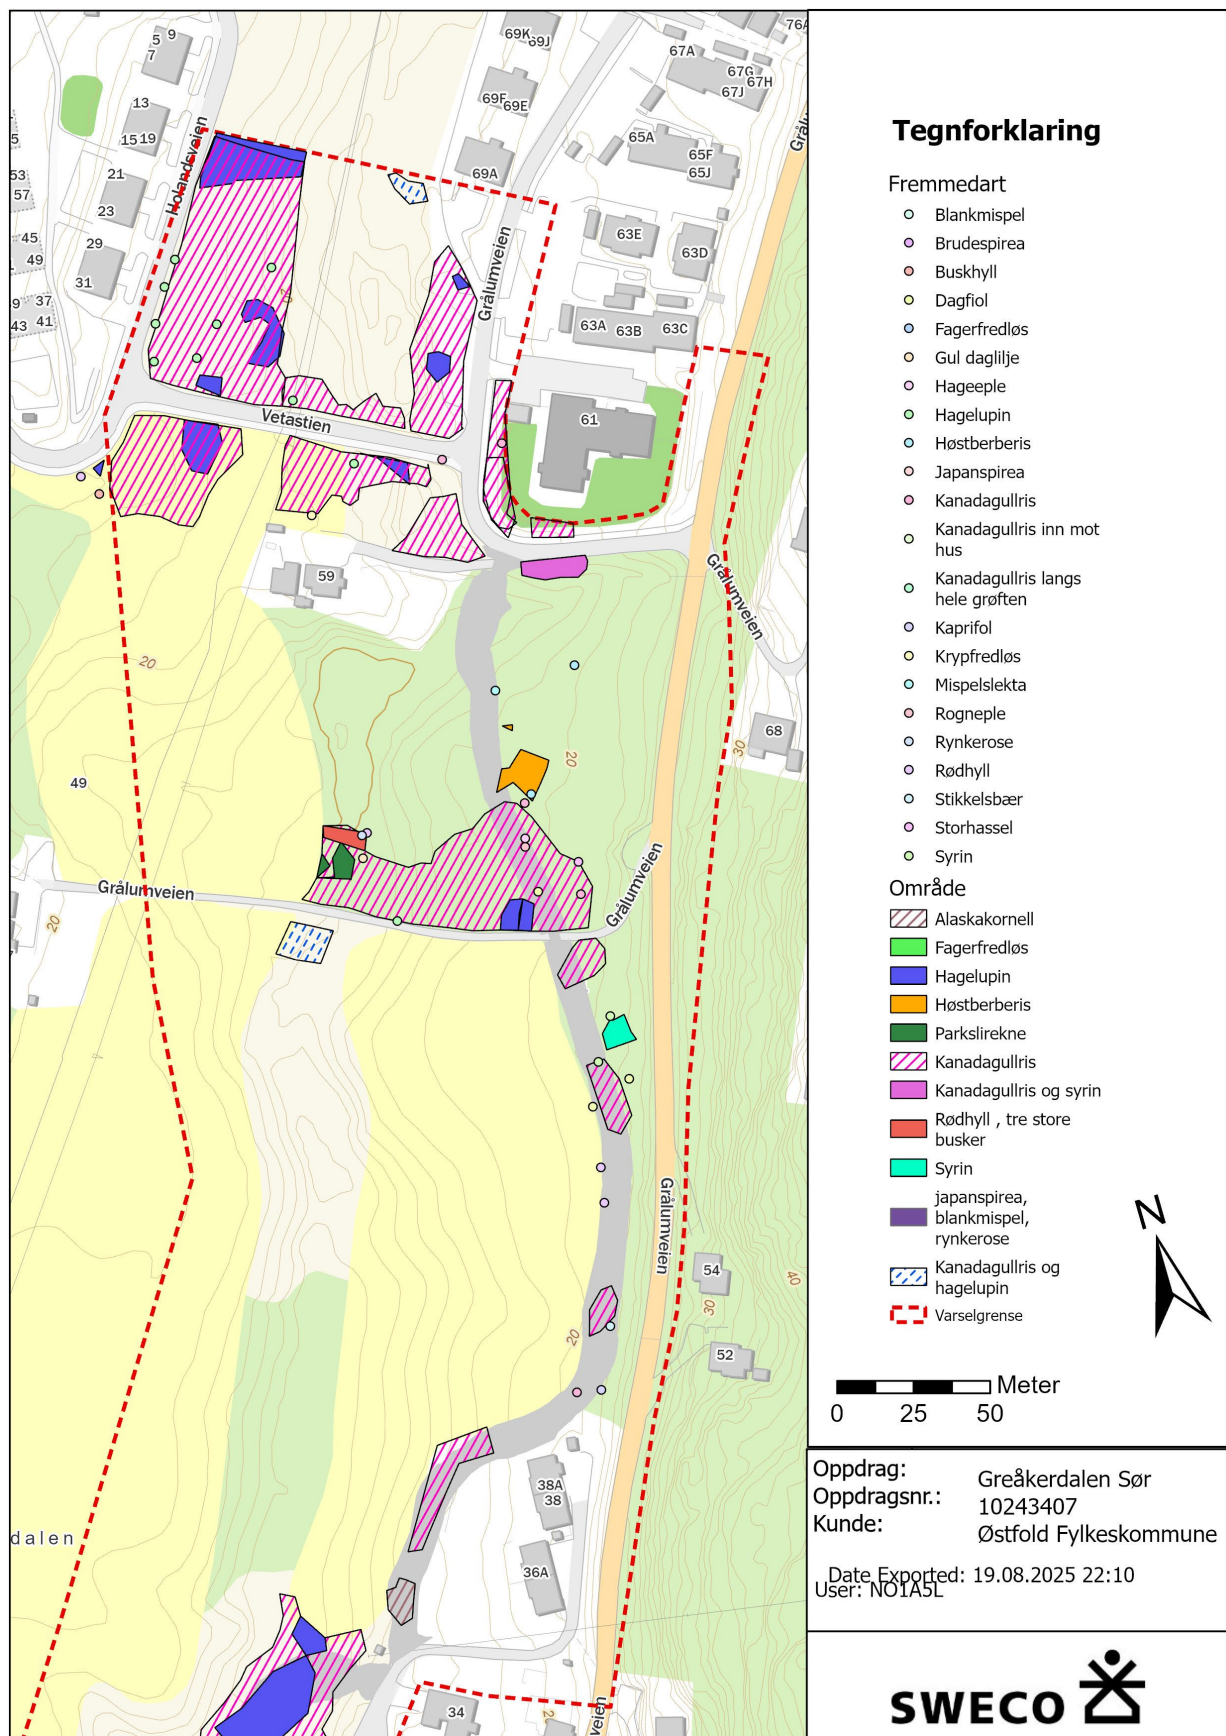 69K
69J
76A
5
9
7
67A
67G
67H
67J
69F
69E
13
15
19
65A
65F
65J
69A
21
23
53
57
Holandsveien
45
49
29
31
63E
63D
Grålumveien
9
37
43
41
20
63A
63B
63C
61
Vetastien
59
Grålumveien
20
68
30
49
20
Grålumveien
Grålumveien
20
Grålumveien
54
40
30
52
20
38A
38
dalen
36A
34
veien
Tegnforklaring
Fremmedart
Blankmispel
Brudespirea
Buskhyll
Dagfiol
Fagerfredløs
Gul daglilje
Hageeple
Hagelupin
Høstberberis
Japanspirea
Kanadagullris
Kanadagullris inn mot
hus
Kanadagullris langs
hele grøften
Kaprifol
Krypfredløs
Mispelslekta
Rogneple
Rynkerose
Rødhyll
Stikkelsbær
Storhassel
Syrin
Område
Alaskakornell
Fagerfredløs
Hagelupin
Høstberberis
Parkslirekne
Kanadagullris
Kanadagullris og syrin
Rødhyll , tre store
busker
Syrin
japanspirea,
blankmispel,
rynkerose
Kanadagullris og
hagelupin
Varselgrense
N
Meter
0 25 50
Oppdrag: Greåkerdalen Sør
Oppdragsnr.: 10243407
Kunde: Østfold Fylkeskommune
Date Exported: 19.08.2025 22:10
User: NO1A5L
SWECO